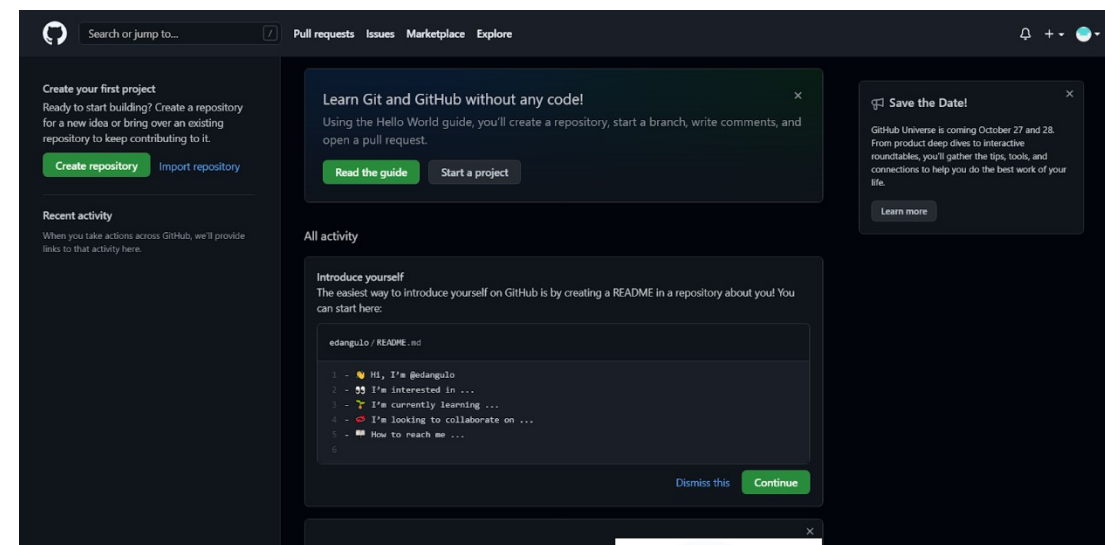 Search or jump to... /
Pull requests Issues Marketplace Explore
Create your first project
Ready to start building? Create a repository
for a new idea or bring over an existing
repository to keep contributing to it.
Create repository Import repository
Recent activity
When you take actions across GitHub, we'll provide
links to that activity here.
Learn Git and GitHub without any code!
Using the Hello World guide, you'll create a repository, start a branch, write comments, and
open a pull request.
Read the guide Start a project
All activity
Introduce yourself
The easiest way to introduce yourself on GitHub is by creating a README in a repository about you! You
can start here:
edangulo / README.md
1 - 👋 Hi, I'm @edangulo
2 - 👀 I'm interested in ...
3 - 🌱 I'm currently learning ...
4 - 💞️ I'm looking to collaborate on ...
5 - 📫 How to reach me ...
6
Dismiss this Continue
Save the Date!
GitHub Universe is coming October 27 and 28.
From product deep dives to interactive
roundtables, you'll gather the tips, tools, and
connections to help you do the best work of your
life.
Learn more